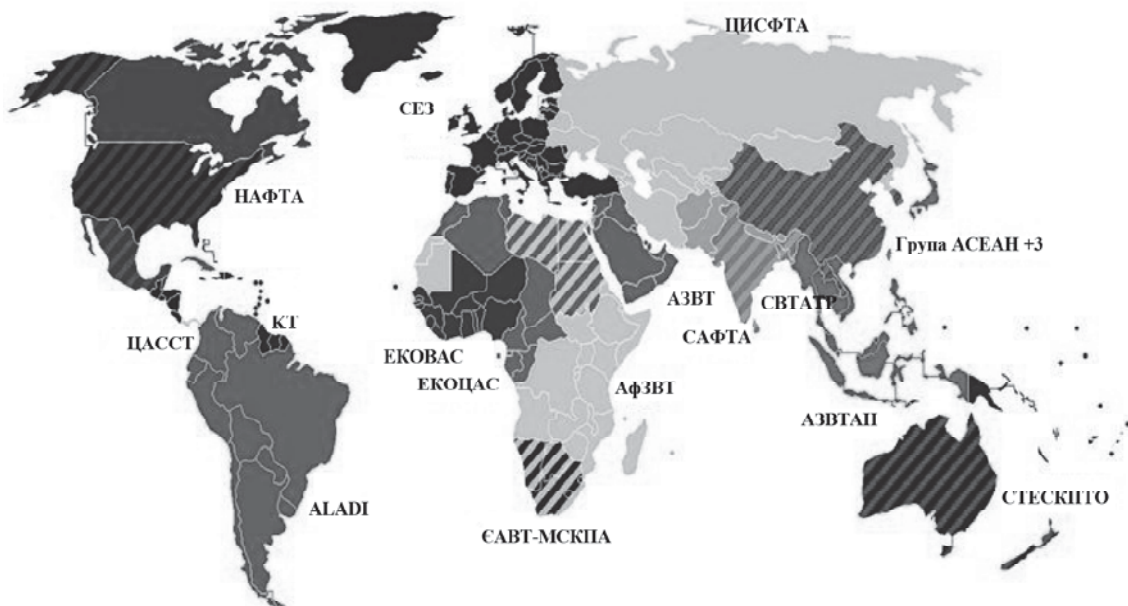 ЦИСФТА
СЕЗ
НАФТА
Група АСЕАН +3
АЗВТ
СВТАТР
САФТА
КТ
ЦАССТ
ЕКОВАС
ЕКОЦАС
АфЗВТ
АЗВТАП
СТЕСКПТО
ALADI
ЄАВТ-МСКПА